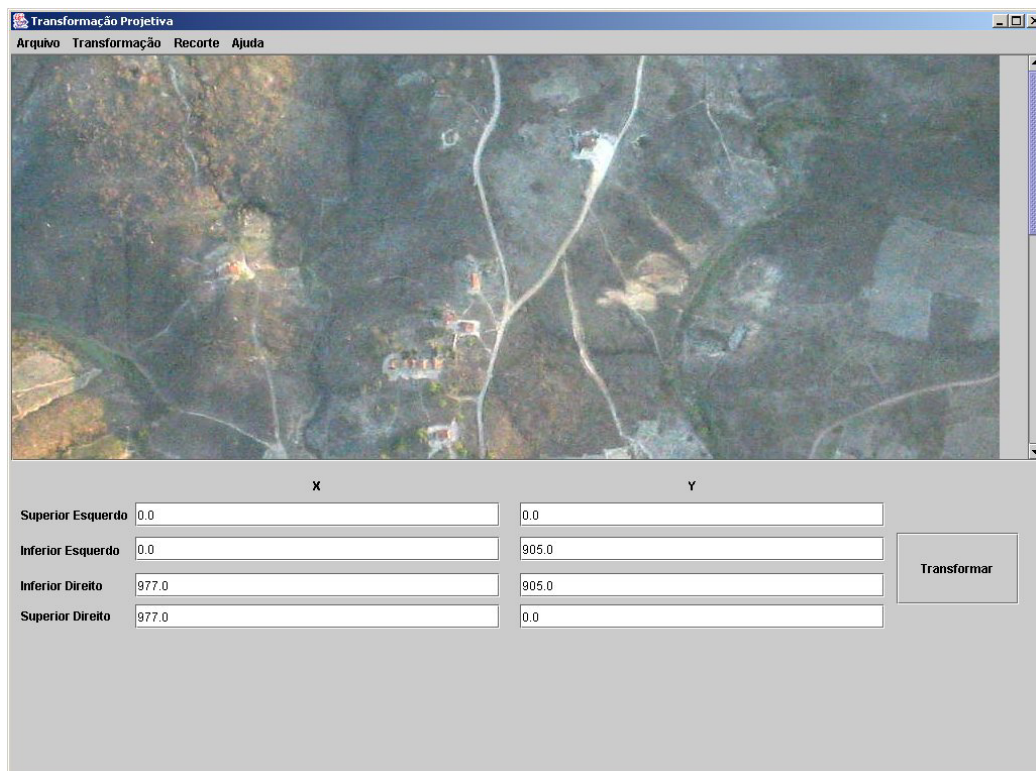 Transformação Projetiva
Arquivo Transformação Recorte Ajuda
X Y
Superior Esquerdo 0.0 0.0
Inferior Esquerdo 0.0 905.0
Transformar
Inferior Direito 977.0 905.0
Superior Direito 977.0 0.0